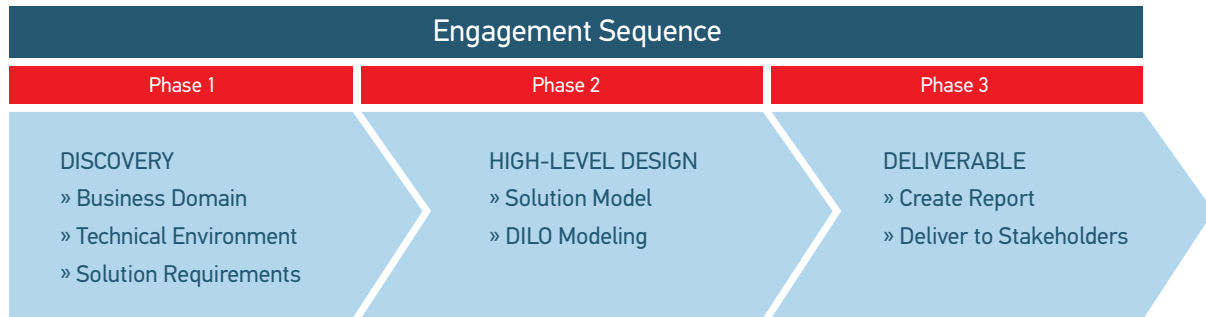 Engagement Sequence
Phase 1
Phase 2
Phase 3
DISCOVERY
» Business Domain
» Technical Environment
» Solution Requirements
HIGH-LEVEL DESIGN
» Solution Model
» DILO Modeling
DELIVERABLE
» Create Report
» Deliver to Stakeholders